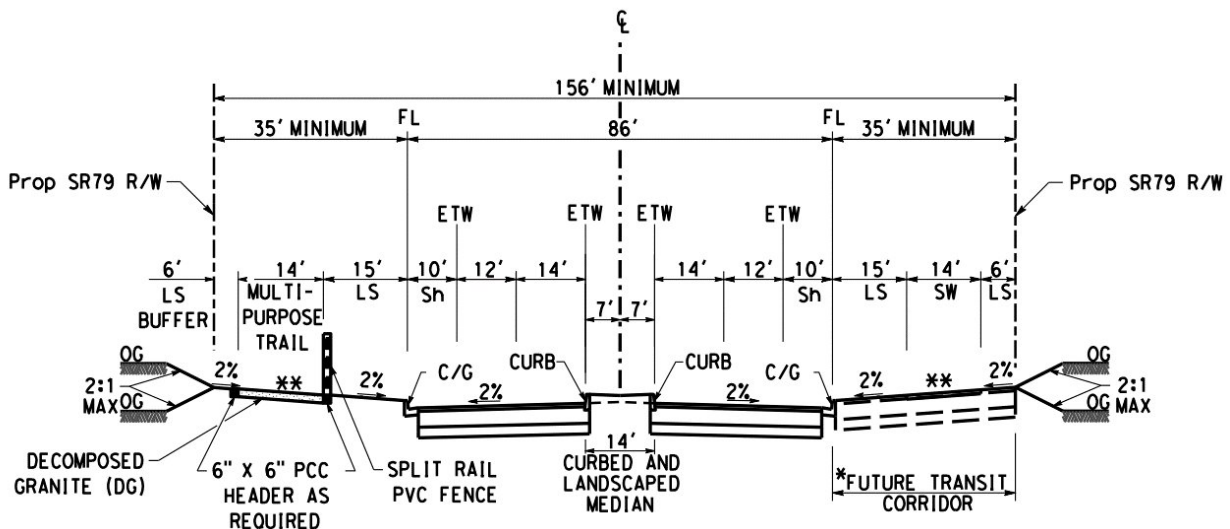 ℄
156' MINIMUM
35' MINIMUM FL 86' FL 35' MINIMUM
Prop SR79 R/W Prop SR79 R/W
ETW ETW ETW ETW
6' 14' 15' 10' 12' 14' 14' 12' 10' 15' 14' 6'
LS BUFFER
MULTI-
PURPOSE
TRAIL
LS Sh 7' 7' Sh LS SW LS
OG 2% ** 2% C/G CURB CURB C/G 2% ** 2% OG
2:1 2% 2% 2:1
MAX OG OG MAX
14'
DECOMPOSED
GRANITE (DG)
6" X 6" PCC
HEADER AS
REQUIRED
SPLIT RAIL
PVC FENCE
CURBED AND
LANDSCAPED
MEDIAN
*FUTURE TRANSIT
CORRIDOR